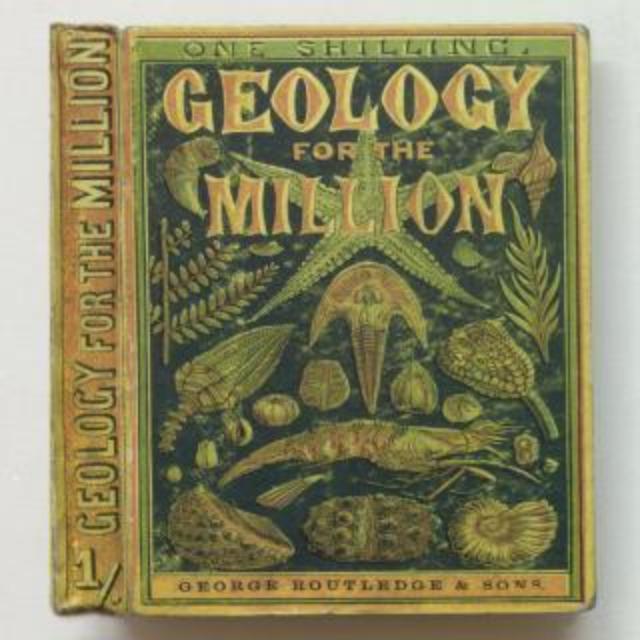 ONE SHILLING.
GEOLOGY
FOR THE
MILLION
GEORGE ROUTLEDGE & SONS.
GEOLOGY FOR THE MILLION
1/.